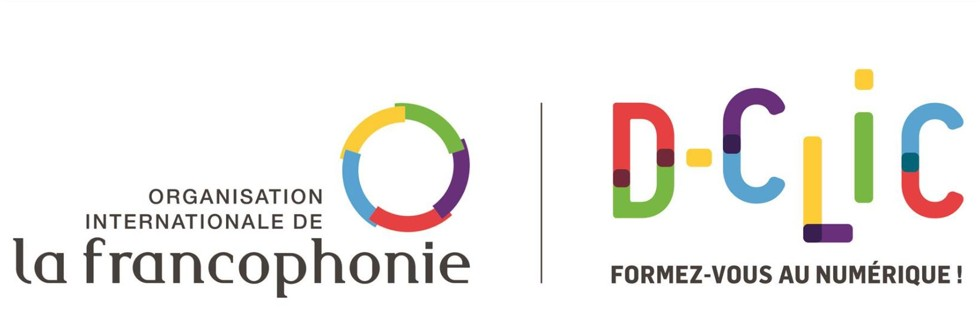 ORGANISATION
INTERNATIONALE DE
la francophonie
D-CLiC
FORMEZ-VOUS AU NUMÉRIQUE !